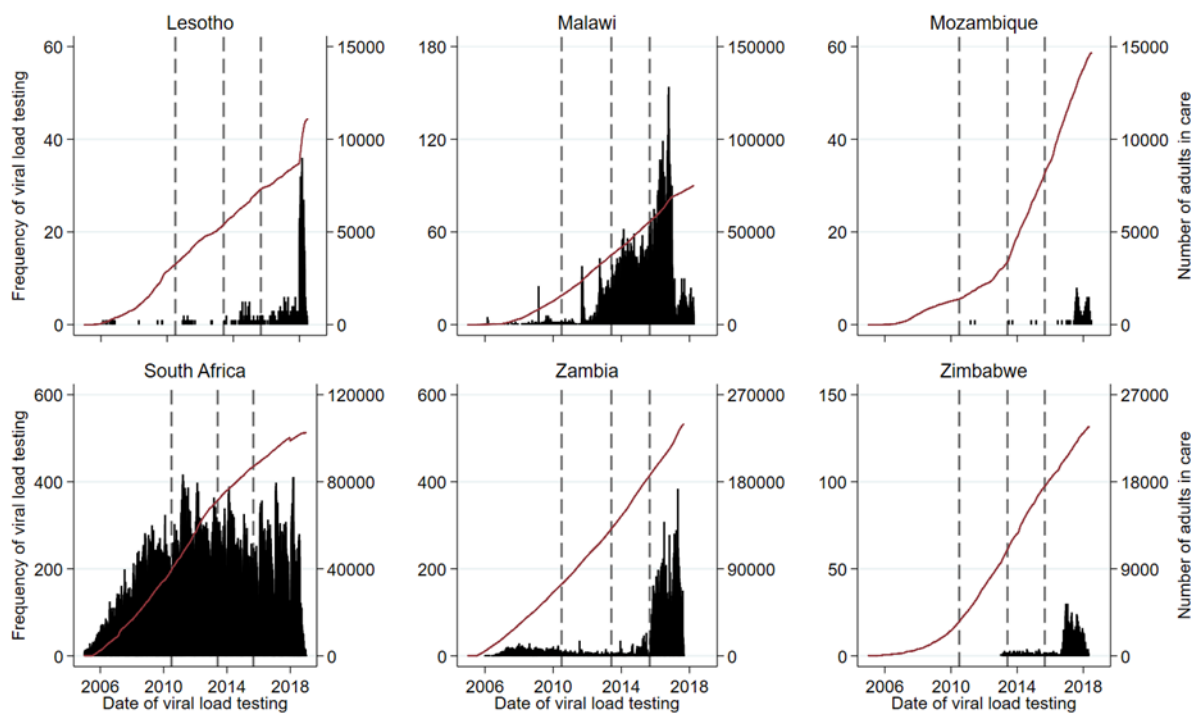 Lesotho Malawi Mozambique
60 15000 180 150000 60 15000
40 10000 120 100000 40 10000
20 5000 60 50000 20 5000
0 0 0 0 0 0
Frequency of viral load testing
Number of adults in care
South Africa Zambia Zimbabwe
600 120000 600 270000 150 27000
400 80000 400 180000 100 18000
200 40000 200 90000 50 9000
0 0 0 0 0 0
Frequency of viral load testing
Number of adults in care
2006 2010 2014 2018 2006 2010 2014 2018 2006 2010 2014 2018
Date of viral load testing Date of viral load testing Date of viral load testing